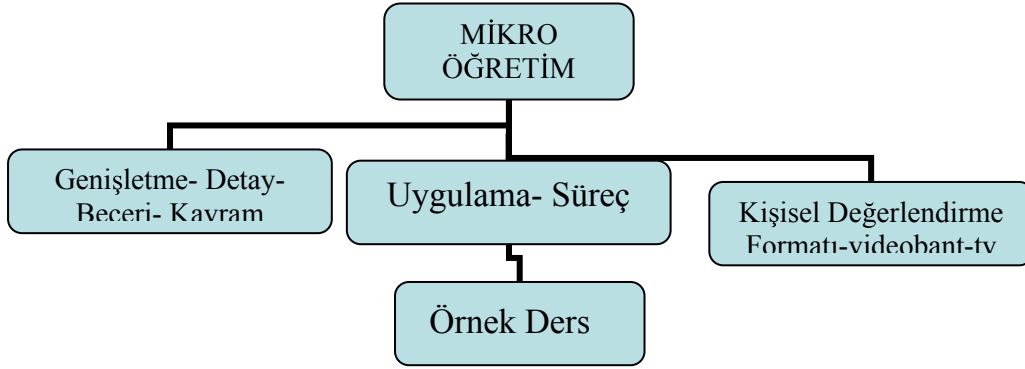 MİKRO
ÖĞRETİM
Genişletme- Detay-
Beceri- Kavram
Uygulama- Süreç
Kişisel Değerlendirme
Formatı-videobant-tv
Örnek Ders